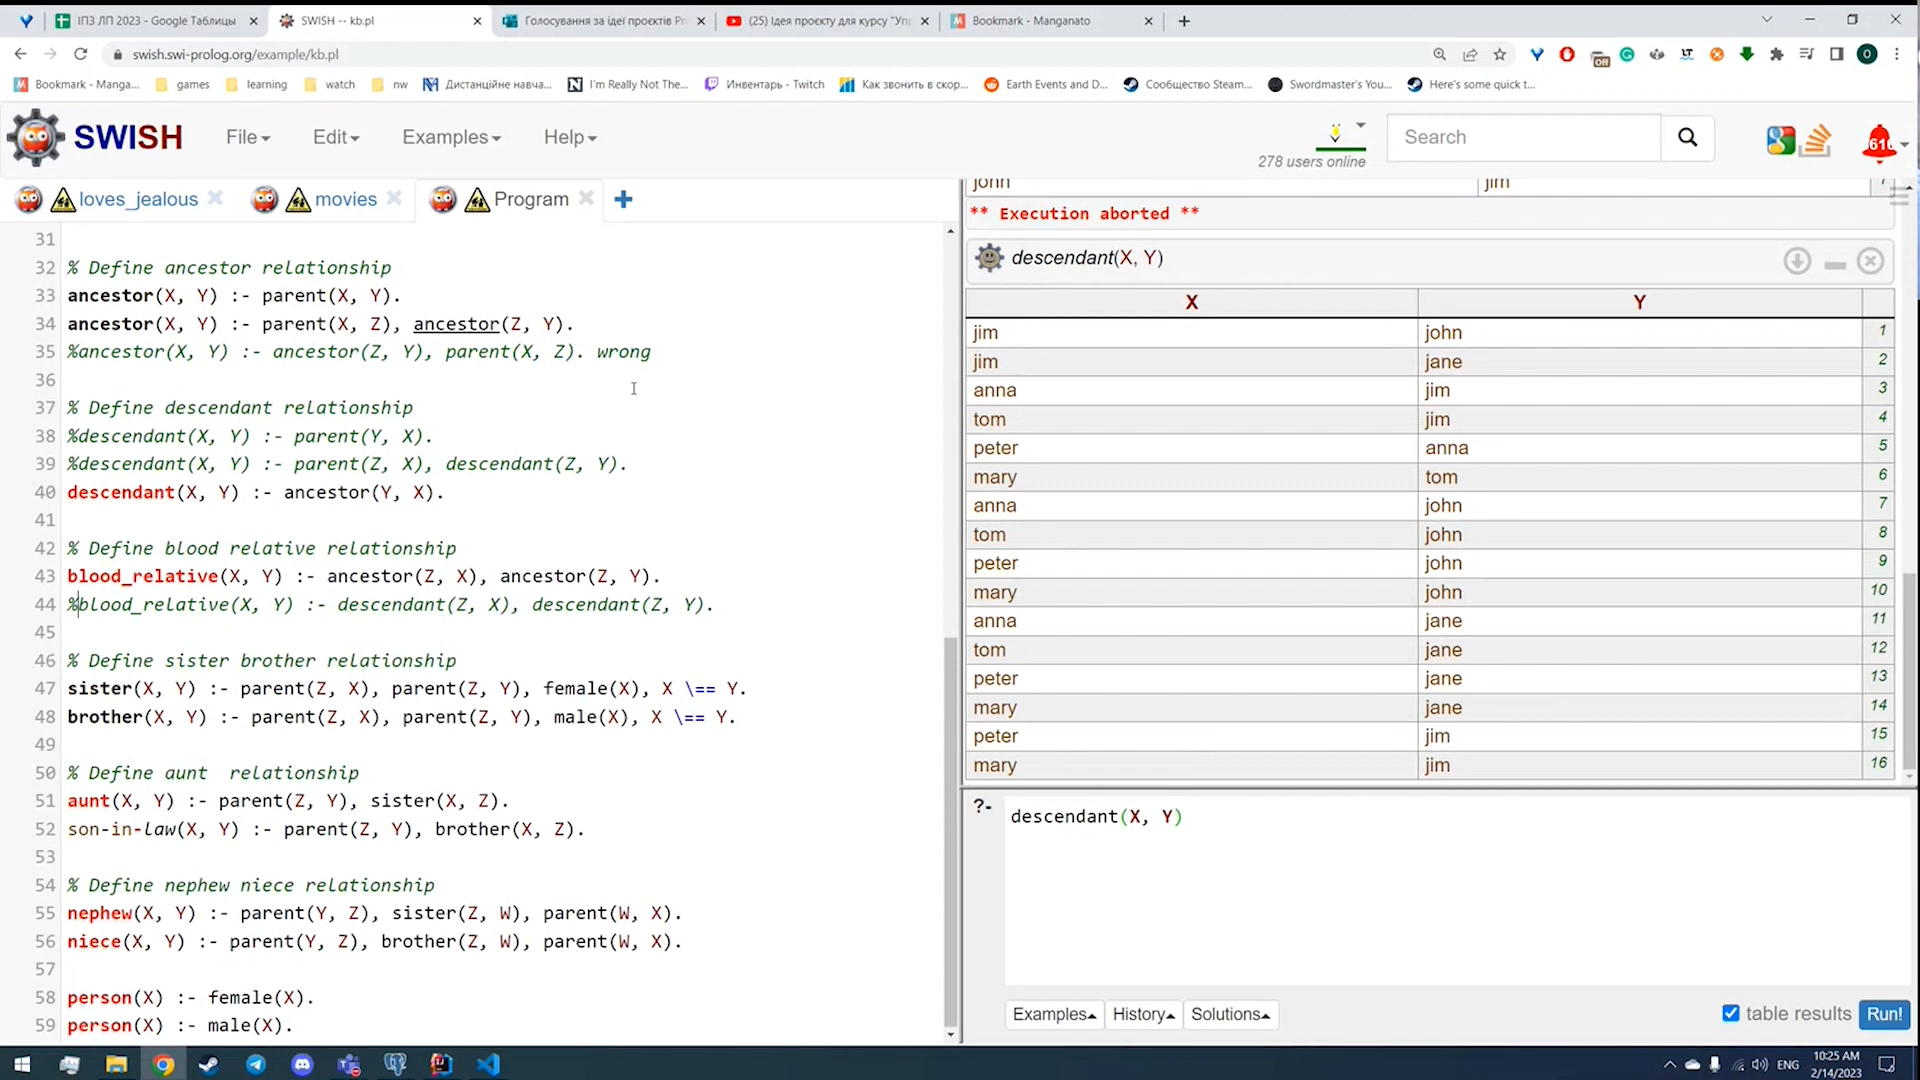 ІПЗ ЛП 2023 - Google Таблицы
SWISH -- kb.pl
Голосування за ідеї проєктів Pr
(25) Ідея проєкту для курсу "Уп
Bookmark - Manganato
swish.swi-prolog.org/example/kb.pl
Off
O
Bookmark - Manga...
games
learning
watch
nw
Дистанційне навча...
I'm Really Not The...
Инвентарь - Twitch
Как звонить в скор...
Earth Events and D...
Сообщество Steam...
Swordmaster's You...
Here's some quick t...
SWISH
File
Edit
Examples
Help
278 users online
Search
616
loves_jealous
movies
Program
31
32 % Define ancestor relationship
33 ancestor(X, Y) :- parent(X, Y).
34 ancestor(X, Y) :- parent(X, Z), ancestor(Z, Y).
35 %ancestor(X, Y) :- ancestor(Z, Y), parent(X, Z). wrong
36
37 % Define descendant relationship
38 %descendant(X, Y) :- parent(Y, X).
39 %descendant(X, Y) :- parent(Z, X), descendant(Z, Y).
40 descendant(X, Y) :- ancestor(Y, X).
41
42 % Define blood relative relationship
43 blood_relative(X, Y) :- ancestor(Z, X), ancestor(Z, Y).
44 %blood_relative(X, Y) :- descendant(Z, X), descendant(Z, Y).
45
46 % Define sister brother relationship
47 sister(X, Y) :- parent(Z, X), parent(Z, Y), female(X), X \== Y.
48 brother(X, Y) :- parent(Z, X), parent(Z, Y), male(X), X \== Y.
49
50 % Define aunt  relationship
51 aunt(X, Y) :- parent(Z, Y), sister(X, Z).
52 son-in-law(X, Y) :- parent(Z, Y), brother(X, Z).
53
54 % Define nephew niece relationship
55 nephew(X, Y) :- parent(Y, Z), sister(Z, W), parent(W, X).
56 niece(X, Y) :- parent(Y, Z), brother(Z, W), parent(W, X).
57
58 person(X) :- female(X).
59 person(X) :- male(X).
john jim
** Execution aborted **
descendant(X, Y)
X Y
jim john 1
jim jane 2
anna jim 3
tom jim 4
peter anna 5
mary tom 6
anna john 7
tom john 8
peter john 9
mary john 10
anna jane 11
tom jane 12
peter jane 13
mary jane 14
peter jim 15
mary jim 16
?- descendant(X, Y)
Examples
History
Solutions
table results
Run!
ENG
10:25 AM
2/14/2023